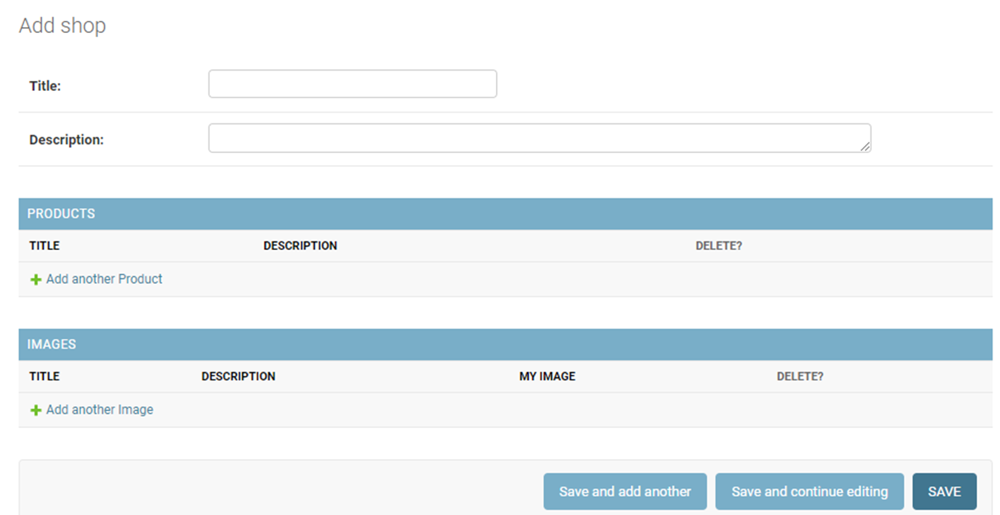 Add shop
Title:
Description:
PRODUCTS
TITLE DESCRIPTION DELETE?
Add another Product
IMAGES
TITLE DESCRIPTION MY IMAGE DELETE?
Add another Image
Save and add another Save and continue editing SAVE